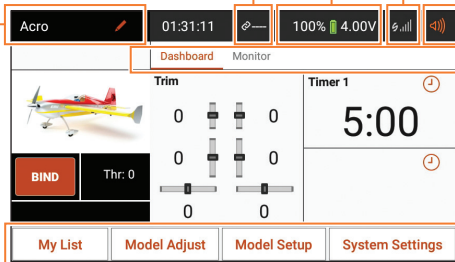 Acro 01:31:11 ---- 100% 4.00V
Dashboard Monitor
Trim Timer 1
0 0
5:00
0 0
BIND Thr: 0
0 0
My List Model Adjust Model Setup System Settings